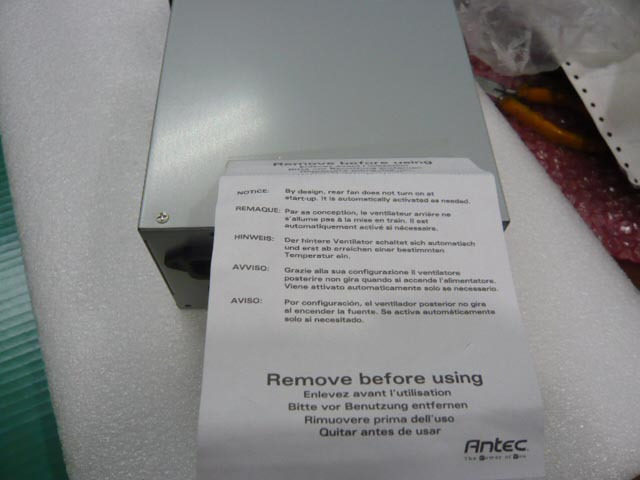 Remove before using
NOTICE: By design, rear fan does not turn on at
start-up. It is automatically activated as needed.
REMAQUE: Par sa conception, le ventilateur arrière ne
s'allume pas à la mise en train. Il est
automatiquement activé si nécessaire.
HINWEIS: Der hintere Ventilator schaltet sich automatisch
und erst ab erreichen einer bestimmten
Temperatur ein.
AVVISO: Grazie alla sua configurazione il ventilatore
posterire non gira quando si accende l'alimentatore.
Viene attivato automaticamente solo se necessario.
AVISO: Por configuración, el ventilador posterior no gira
al encender la fuente. Se activa automáticamente
solo si necesitado.
Remove before using
Enlevez avant l'utilisation
Bitte vor Benutzung entfernen
Rimuovere prima dell'uso
Quitar antes de usar
Antec
The Power of You